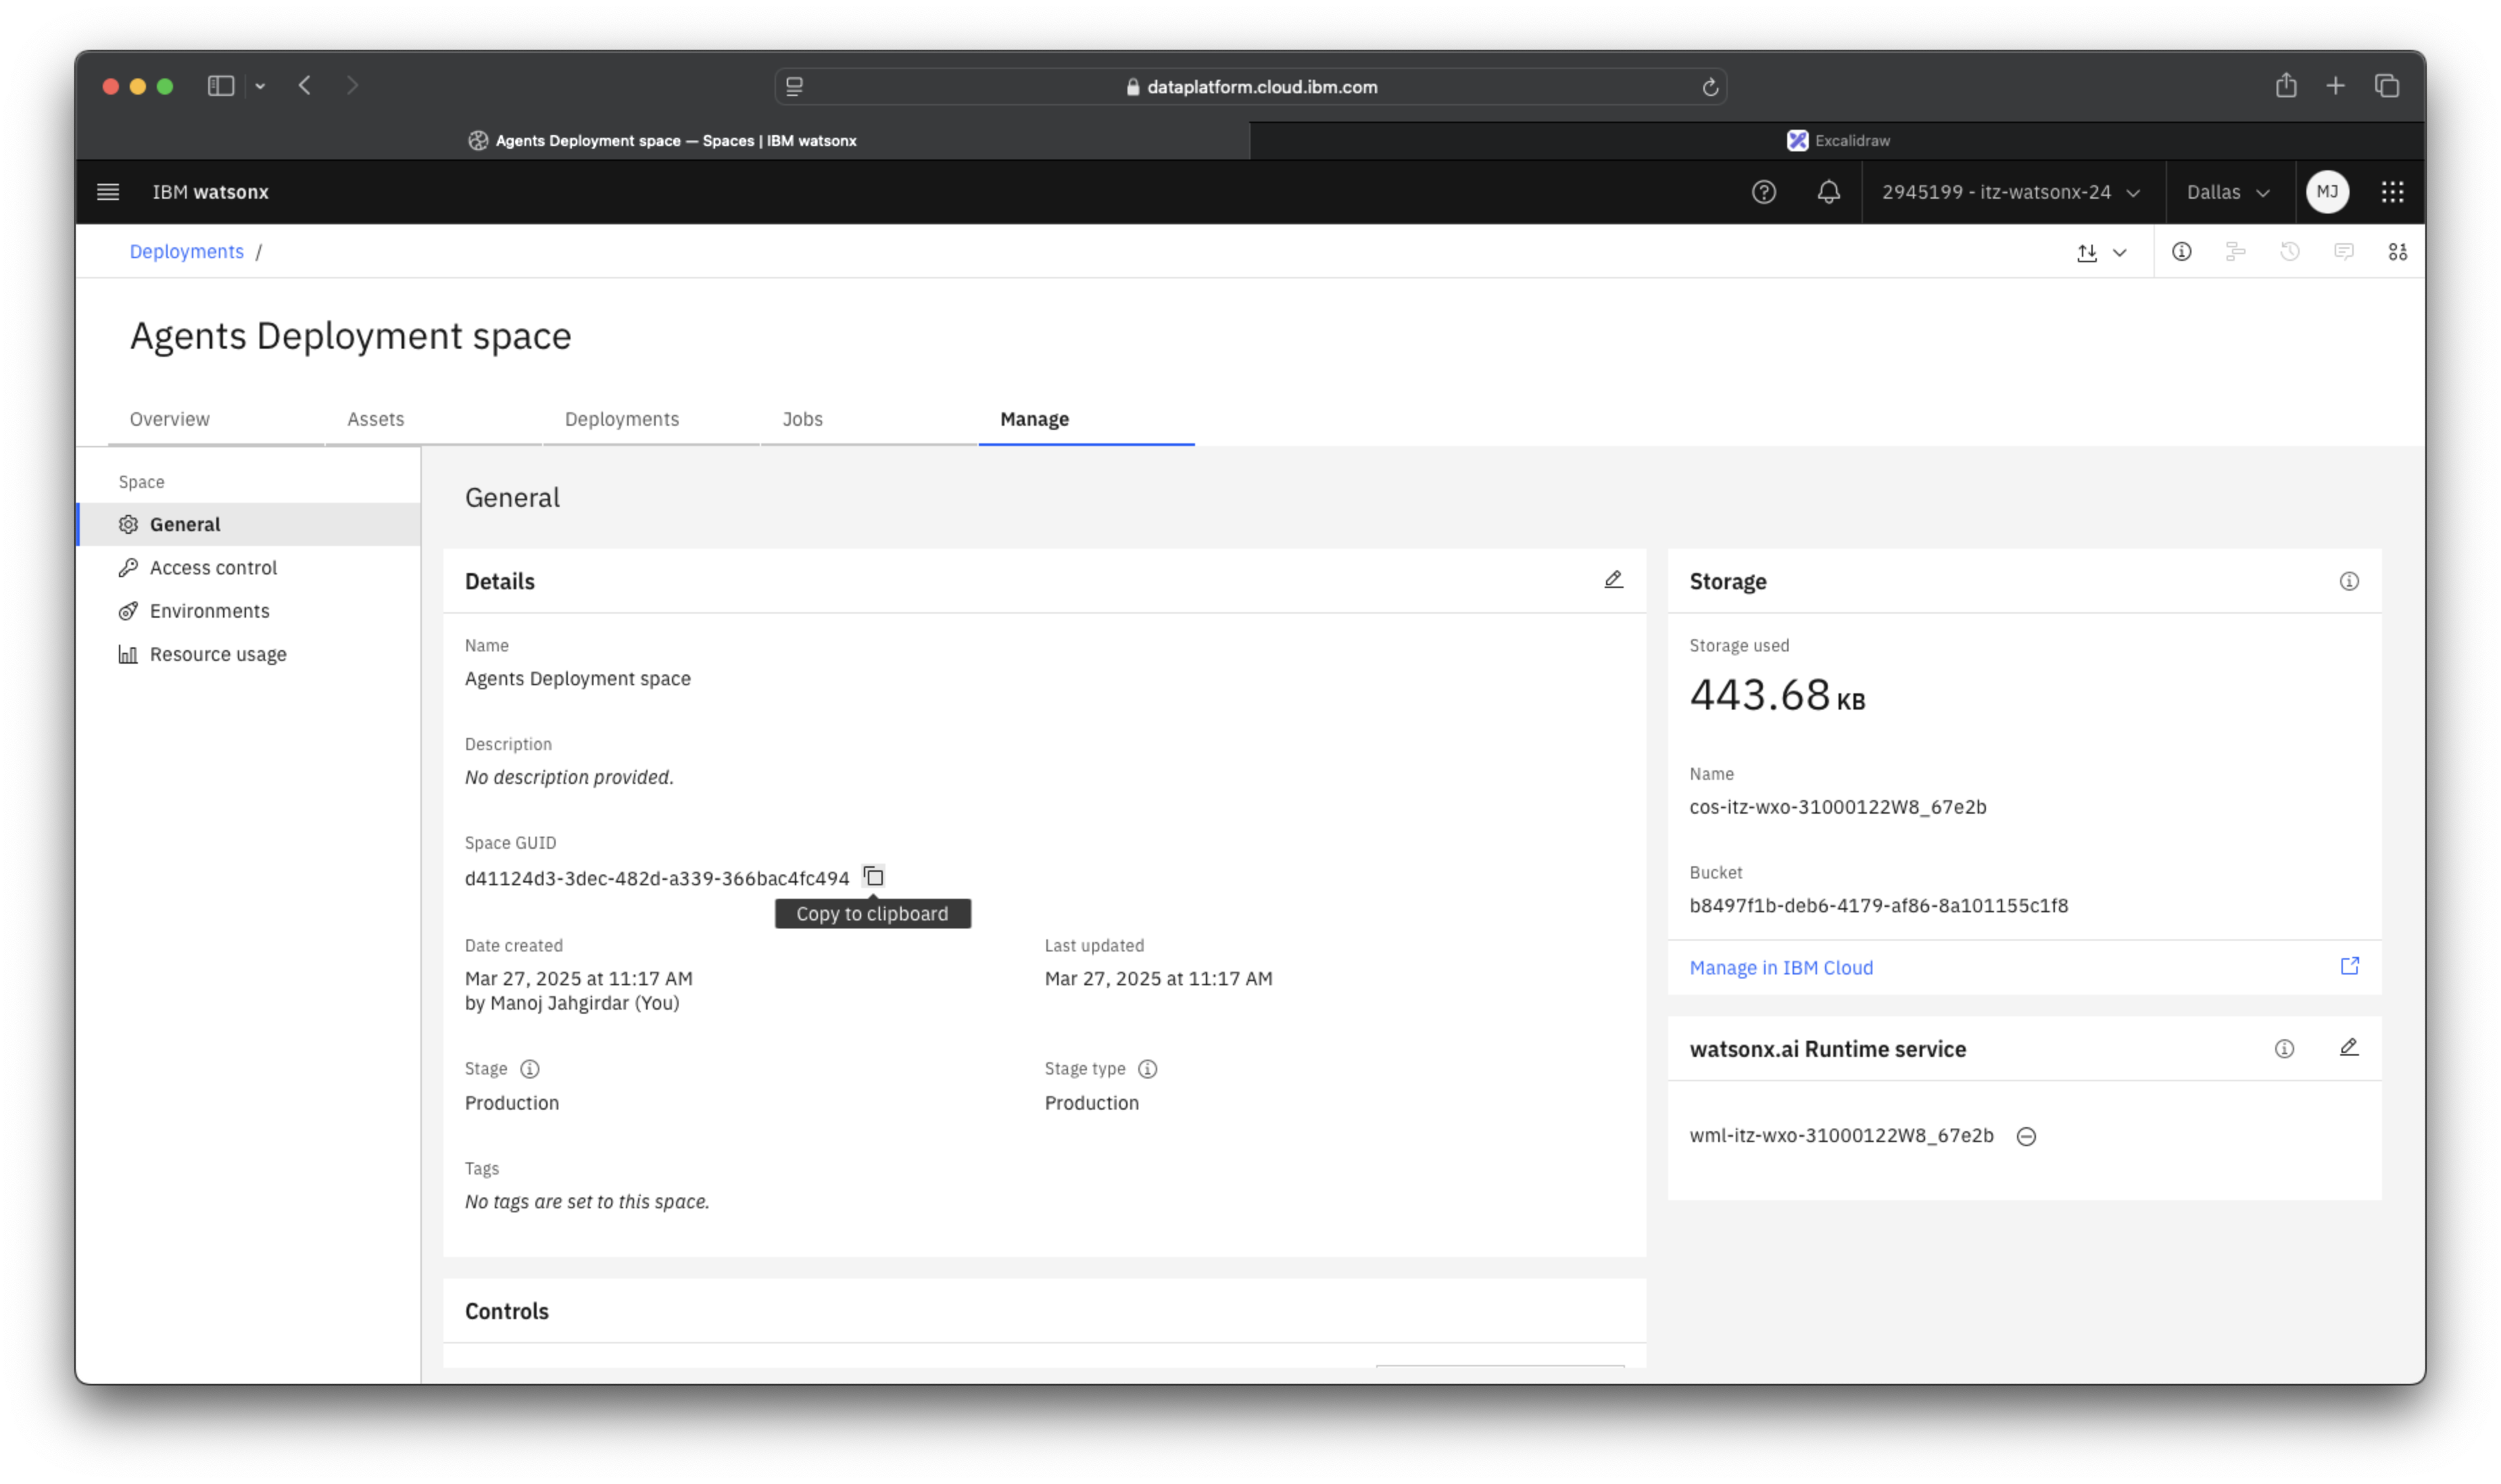 dataplatform.cloud.ibm.com
Agents Deployment space — Spaces | IBM watsonx
Excalidraw
IBM watsonx
2945199 - itz-watsonx-24
Dallas
MJ
Deployments /
Agents Deployment space
Overview
Assets
Deployments
Jobs
Manage
Space
General
Access control
Environments
Resource usage
General
Details
Name
Agents Deployment space
Description
No description provided.
Space GUID
d41124d3-3dec-482d-a339-366bac4fc494
Copy to clipboard
Date created
Mar 27, 2025 at 11:17 AM
by Manoj Jahgirdar (You)
Last updated
Mar 27, 2025 at 11:17 AM
Stage
Production
Stage type
Production
Tags
No tags are set to this space.
Controls
Storage
Storage used
443.68 KB
Name
cos-itz-wxo-31000122W8_67e2b
Bucket
b8497f1b-deb6-4179-af86-8a101155c1f8
Manage in IBM Cloud
watsonx.ai Runtime service
wml-itz-wxo-31000122W8_67e2b